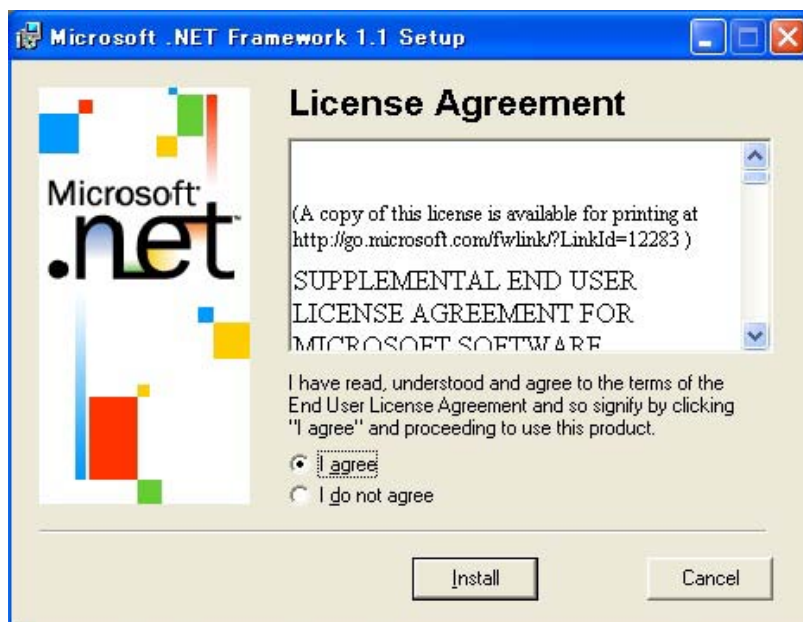 Microsoft .NET Framework 1.1 Setup
License Agreement
Microsoft
.net
(A copy of this license is available for printing at
http://go.microsoft.com/fwlink/?LinkId=12283 )
SUPPLEMENTAL END USER
LICENSE AGREEMENT FOR
MICROSOFT SOFTWARE
I have read, understood and agree to the terms of the
End User License Agreement and so signify by clicking
"I agree" and proceeding to use this product.
I agree
I do not agree
Install
Cancel